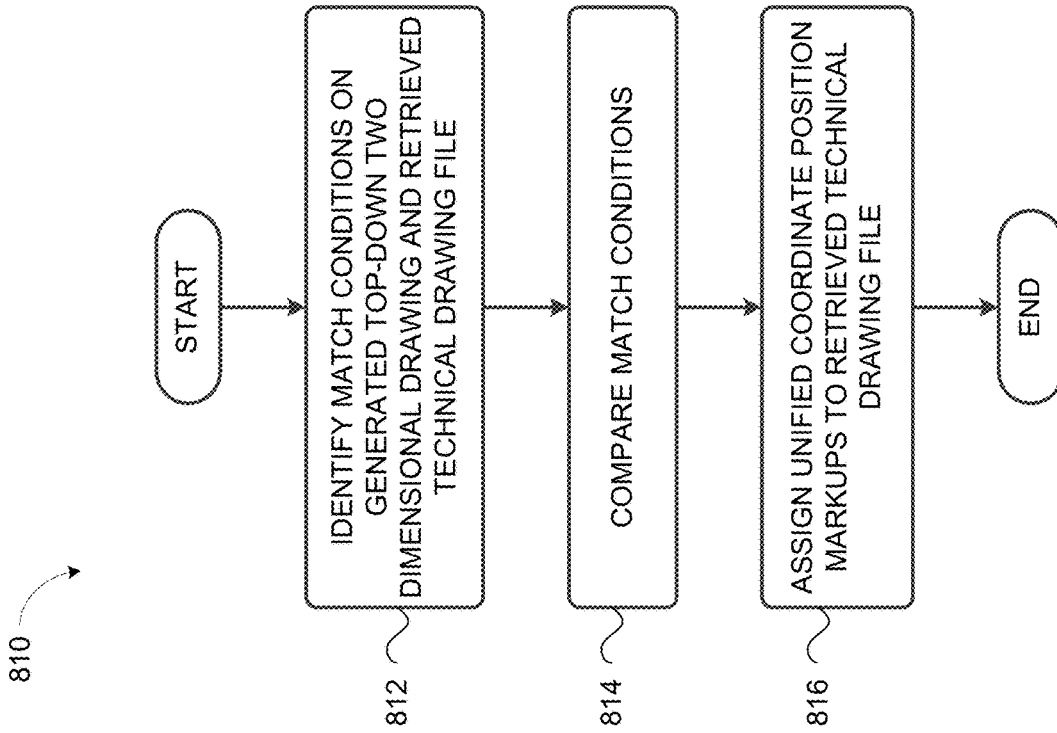 810
START
812
IDENTIFY MATCH CONDITIONS ON
GENERATED TOP-DOWN TWO
DIMENSIONAL DRAWING AND RETRIEVED
TECHNICAL DRAWING FILE
814
COMPARE MATCH CONDITIONS
816
ASSIGN UNIFIED COORDINATE POSITION
MARKUPS TO RETRIEVED TECHNICAL
DRAWING FILE
END